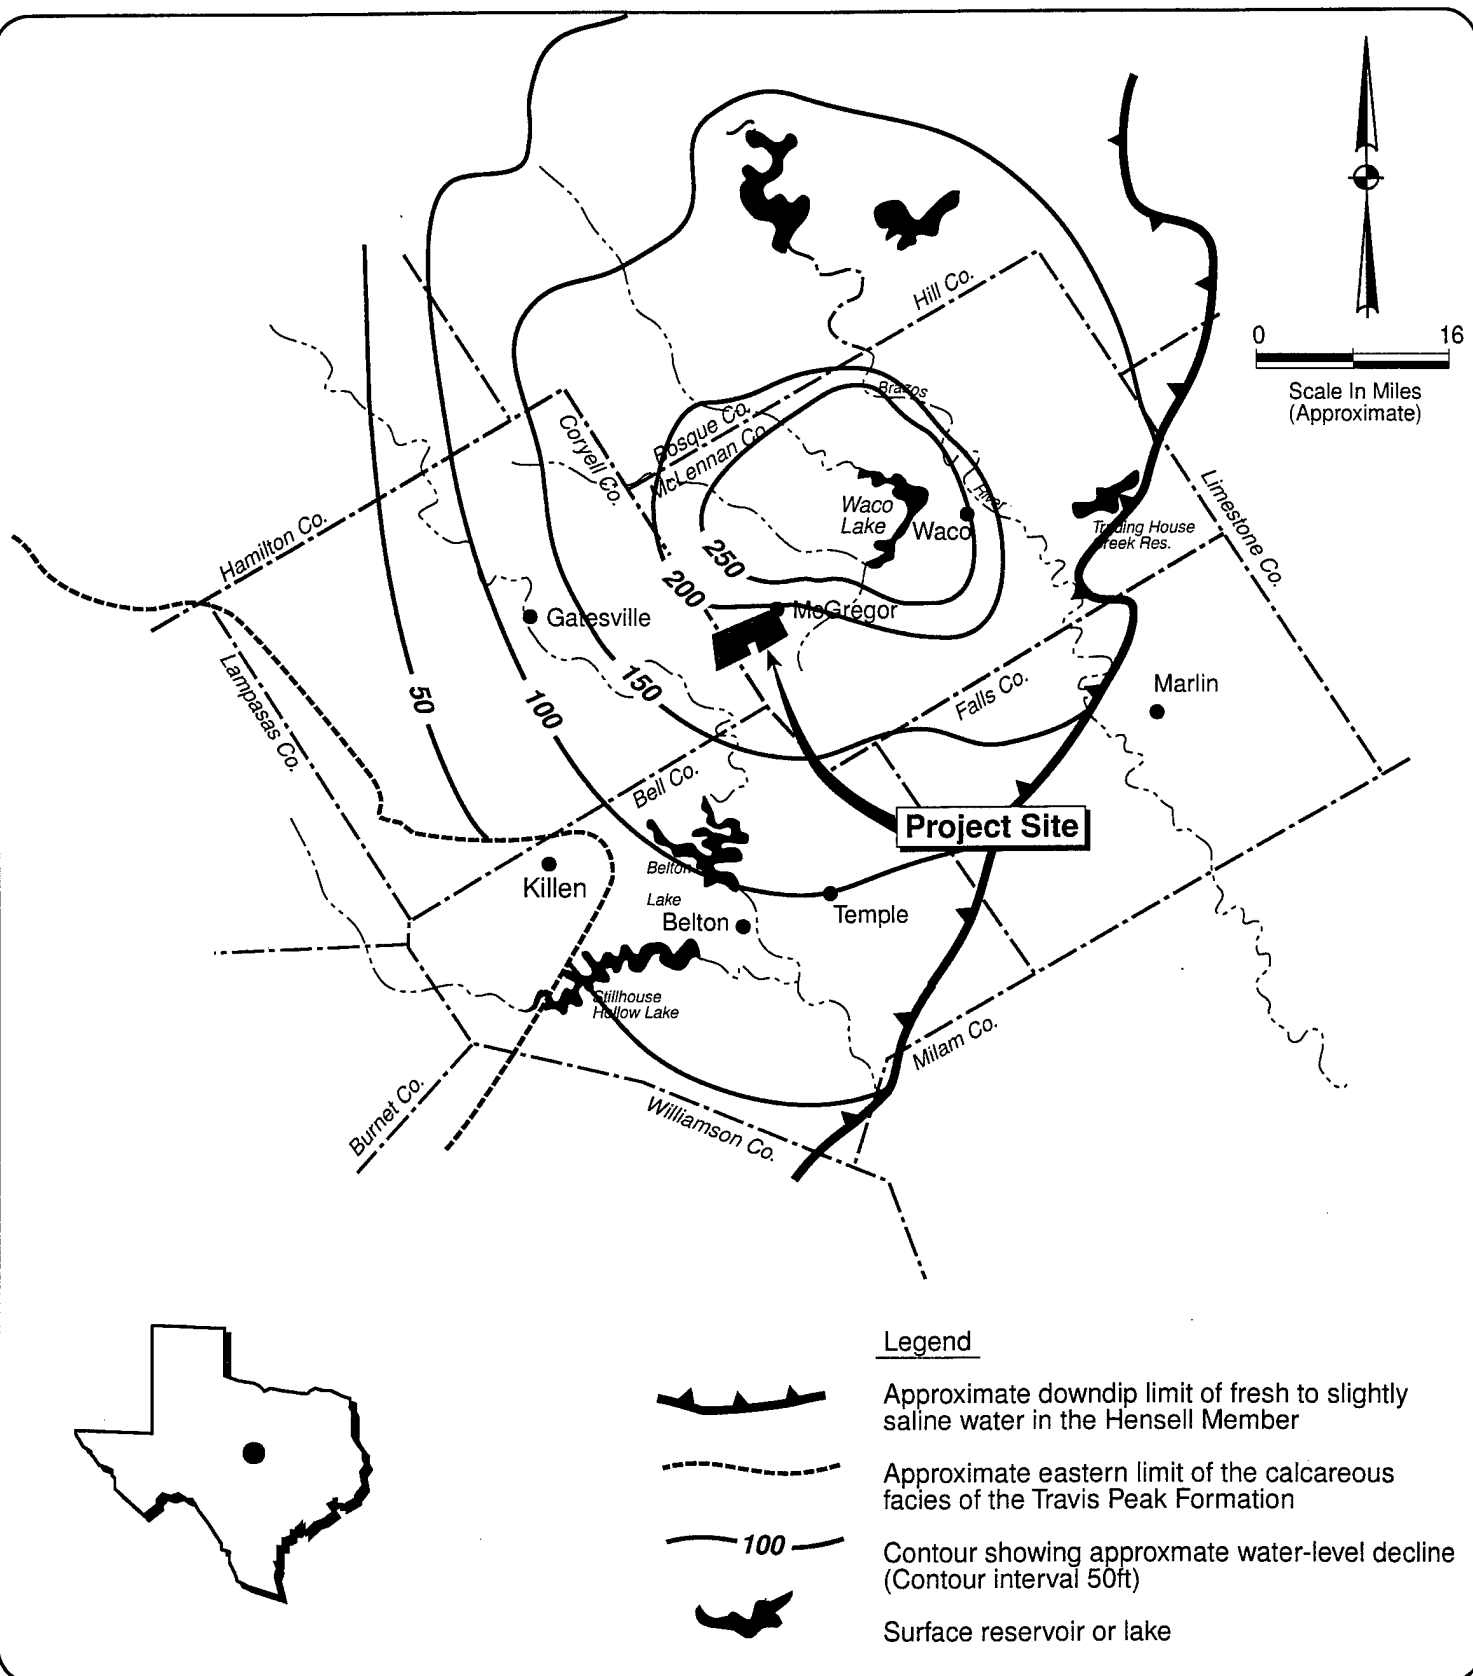 Hill Co.
0 16
Scale In Miles
(Approximate)
Brazos
River
Bosque Co.
McLennan Co.
Coryell Co.
Hamilton Co.
Limestone Co.
Waco
Lake
Waco
Trading House
Creek Res.
250
200
McGregor
Gatesville
Lampasas Co.
50
100
150
Falls Co.
Marlin
Bell Co.
Project Site
Killen
Belton
Lake
Belton
Temple
Stillhouse
Hollow Lake
Milam Co.
Burnet Co.
Williamson Co.
Legend
Approximate downdip limit of fresh to slightly
saline water in the Hensell Member
Approximate eastern limit of the calcareous
facies of the Travis Peak Formation
100
Contour showing approxmate water-level decline
(Contour interval 50ft)
Surface reservoir or lake